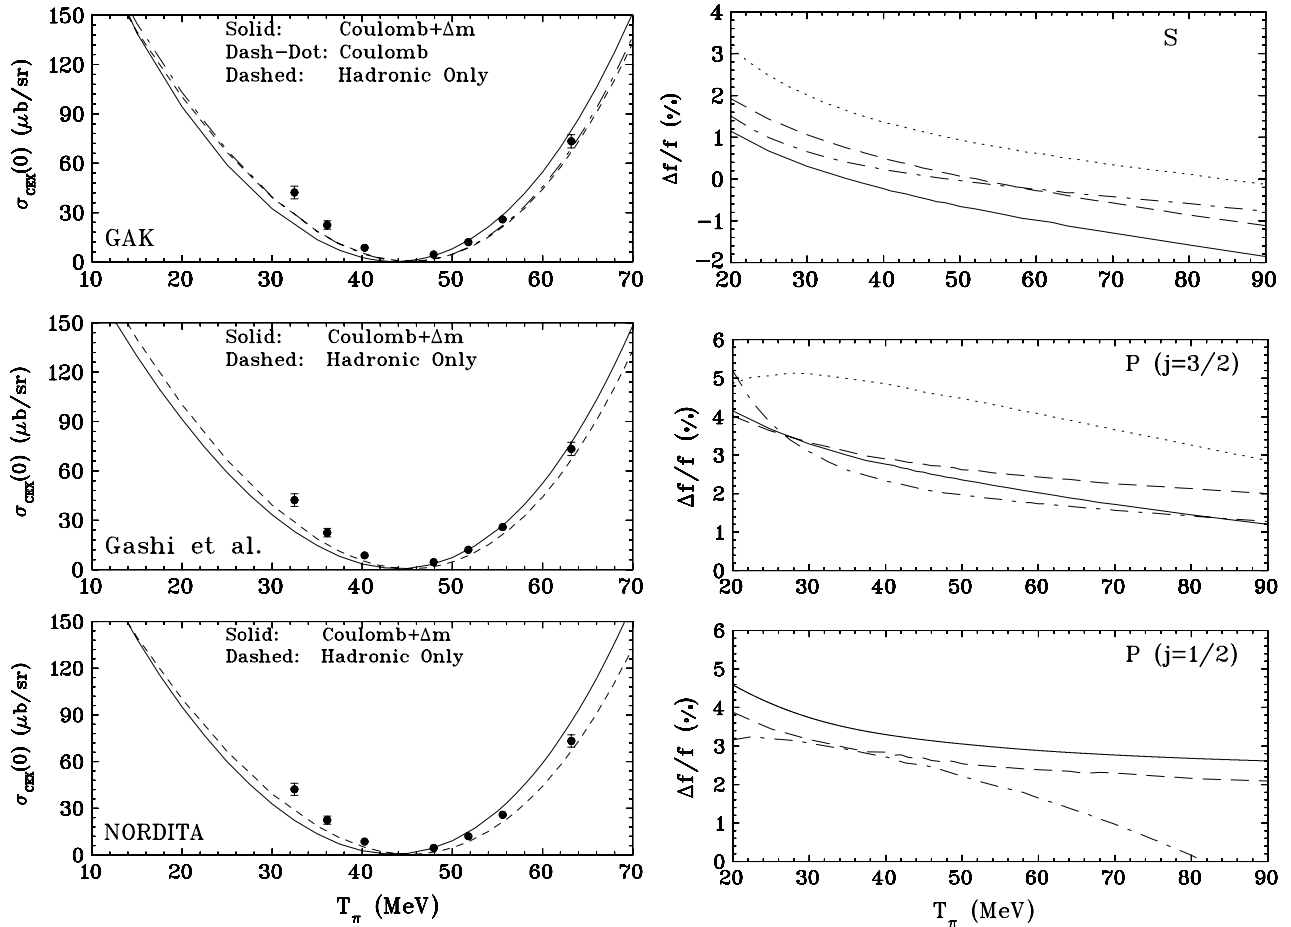 Solid: Coulomb+Δm
Dash-Dot: Coulomb
Dashed: Hadronic Only
GAK
σCEX(0) (μb/sr)
150
120
90
60
30
0
10 20 30 40 50 60 70
Solid: Coulomb+Δm
Dashed: Hadronic Only
Gashi et al.
σCEX(0) (μb/sr)
150
120
90
60
30
0
10 20 30 40 50 60 70
Solid: Coulomb+Δm
Dashed: Hadronic Only
NORDITA
σCEX(0) (μb/sr)
150
120
90
60
30
0
10 20 30 40 50 60 70
Tπ (MeV)
S
Δf/f (%)
4
3
2
1
0
−1
−2
20 30 40 50 60 70 80 90
P (j=3/2)
Δf/f (%)
6
5
4
3
2
1
0
20 30 40 50 60 70 80 90
P (j=1/2)
Δf/f (%)
6
5
4
3
2
1
0
20 30 40 50 60 70 80 90
Tπ (MeV)